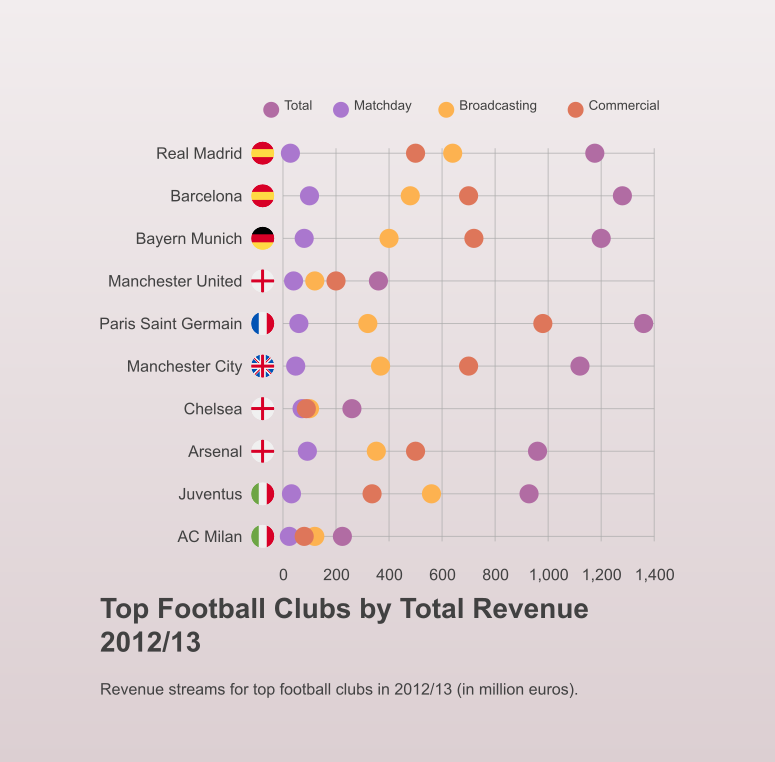 Total Matchday Broadcasting Commercial
Real Madrid
Barcelona
Bayern Munich
Manchester United
Paris Saint Germain
Manchester City
Chelsea
Arsenal
Juventus
AC Milan
0 200 400 600 800 1,000 1,200 1,400
Top Football Clubs by Total Revenue
2012/13
Revenue streams for top football clubs in 2012/13 (in million euros).